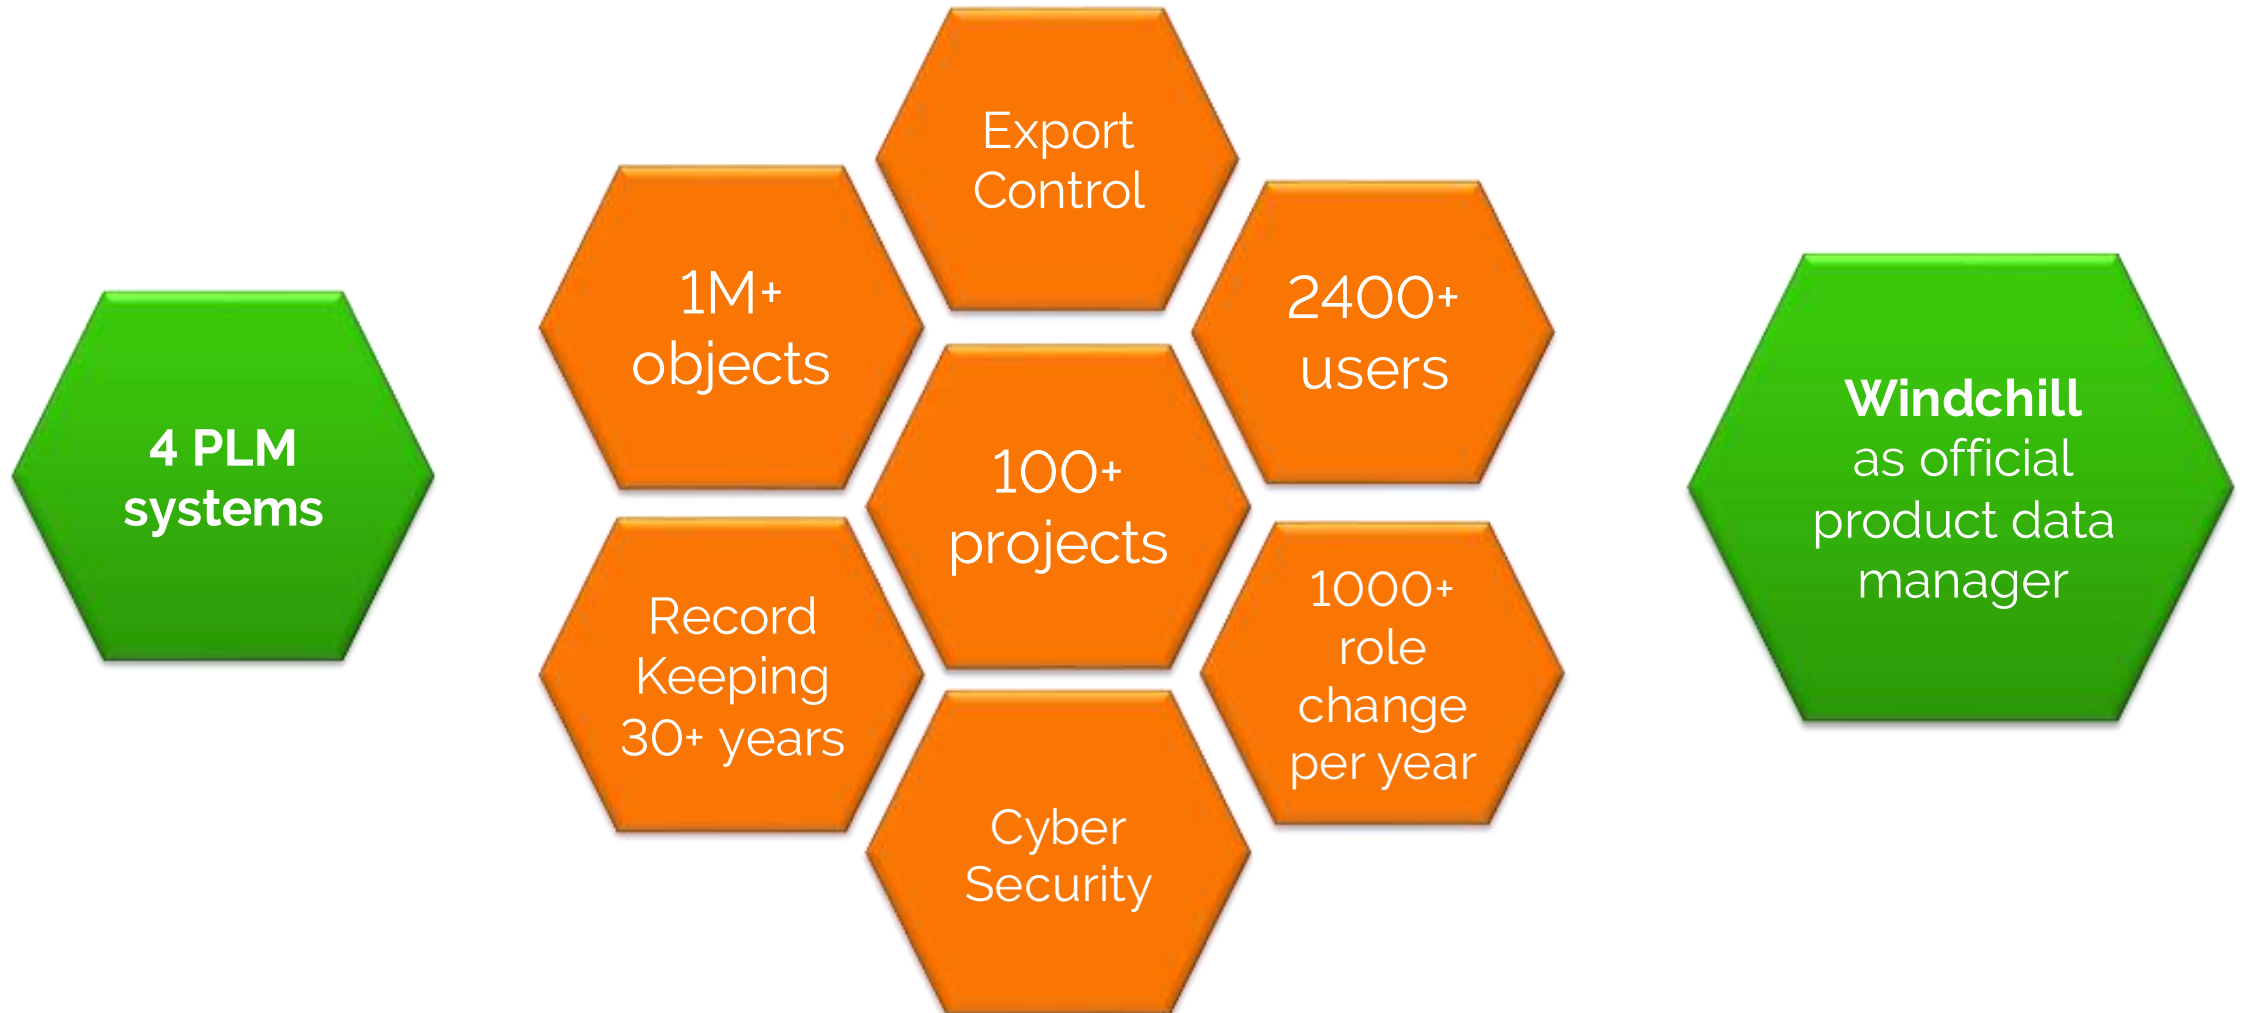 4 PLM
systems
Export
Control
1M+
objects
2400+
users
100+
projects
Record
Keeping
30+ years
1000+
role
change
per year
Cyber
Security
Windchill
as official
product data
manager